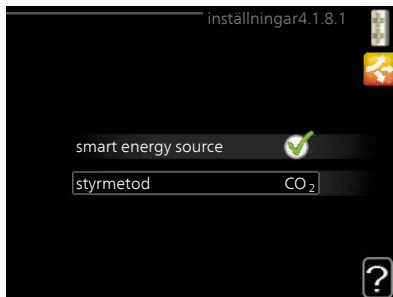 inställningar4.1.8.1
smart energy source
styrmetod CO₂
?